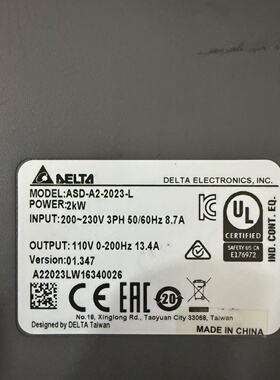 DELTA
DELTA ELECTRONICS, INC.
MODEL:ASD-A2-2023-L
POWER:2kW
INPUT:200~230V 3PH 50/60Hz 8.7A
OUTPUT:110V 0-200Hz 13.4A
Version:01.347
A22023LW16340026
UL
CERTIFIED
SAFETY US CA
E176972
IND. CONT. EQ.
CE
EAC
20
No.18, Xinglong Rd., Taoyuan City 33068, Taiwan
Designed by DELTA Taiwan
MADE IN CHINA